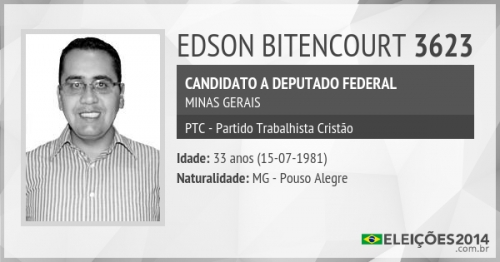 EDSON BITENCOURT 3623
CANDIDATO A DEPUTADO FEDERAL
MINAS GERAIS
PTC - Partido Trabalhista Cristão
Idade: 33 anos (15-07-1981)
Naturalidade: MG - Pouso Alegre
ELEIÇÕES2014
.com.br